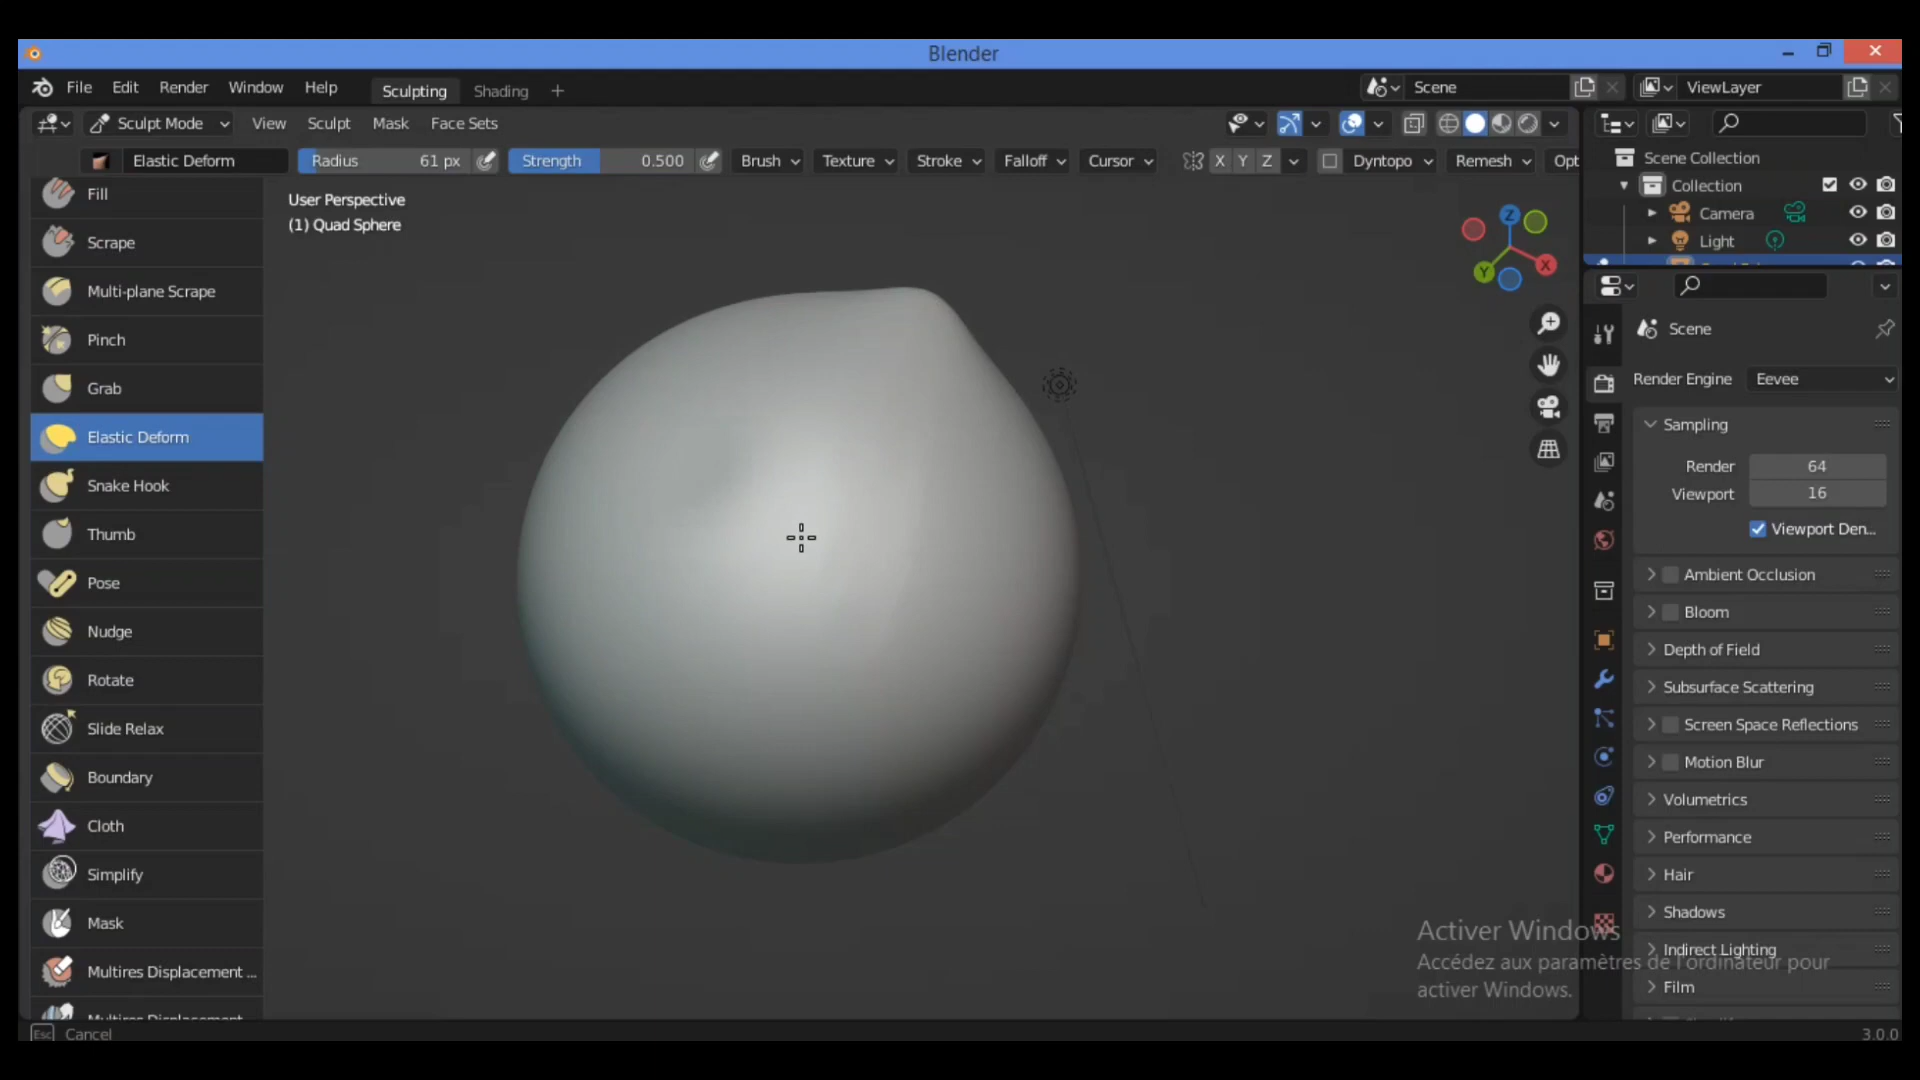 Blender
File Edit Render Window Help Sculpting Shading + Scene ViewLayer
Sculpt Mode View Sculpt Mask Face Sets
Elastic Deform Radius 61 px Strength 0.500 Brush Texture Stroke Falloff Cursor X Y Z Dyntopo Remesh Opt
Fill
Scrape
Multi-plane Scrape
Pinch
Grab
Elastic Deform
Snake Hook
Thumb
Pose
Nudge
Rotate
Slide Relax
Boundary
Cloth
Simplify
Mask
Multires Displacement ...
Multires Displacement
Esc Cancel
User Perspective
(1) Quad Sphere
Z
X
Y
Scene Collection
Collection
Camera
Light
Scene
Render Engine Eevee
Sampling
Render 64
Viewport 16
Viewport Den...
Ambient Occlusion
Bloom
Depth of Field
Subsurface Scattering
Screen Space Reflections
Motion Blur
Volumetrics
Performance
Hair
Shadows
Indirect Lighting
Film
Activer Windows
Accédez aux paramètres de l'ordinateur pour
activer Windows.
3.0.0